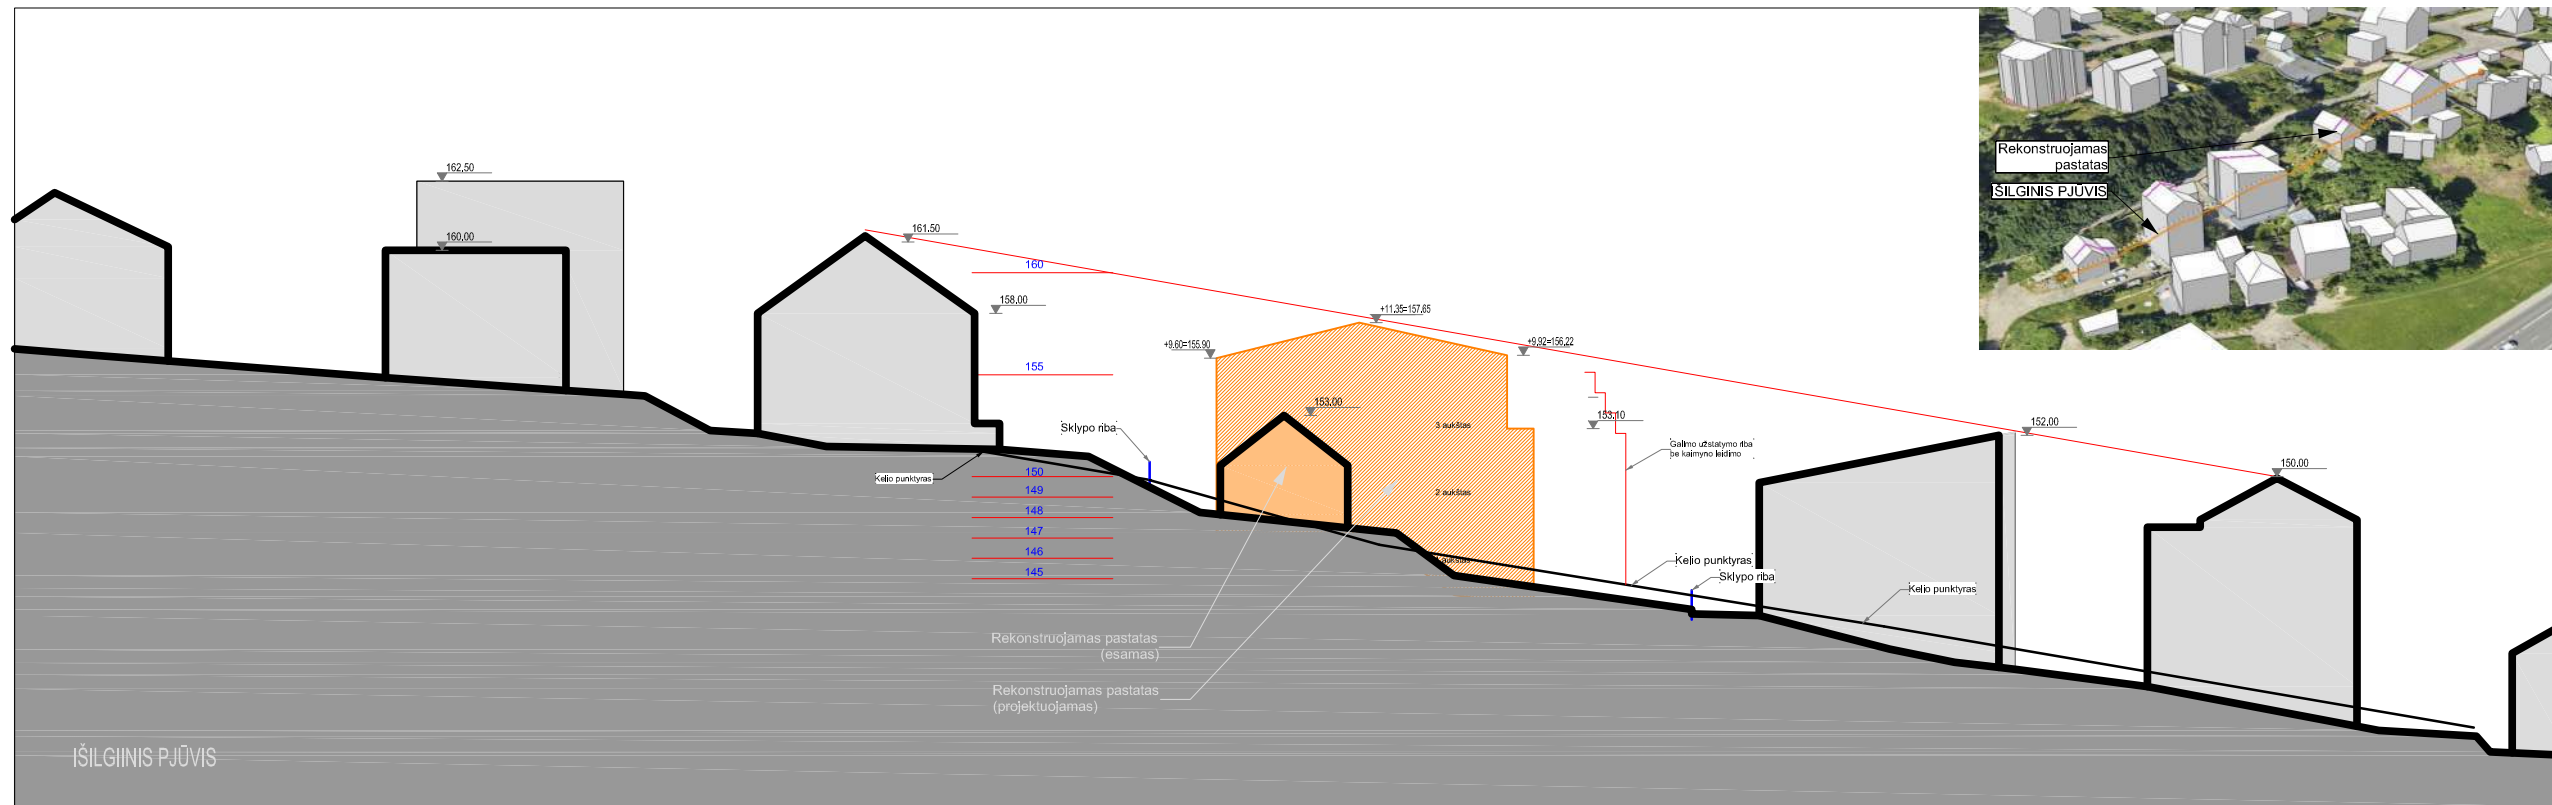 162,50
160,00
161.50
160
158,00
155
+11,35=157,65
+9.60=155.90
+9,92=156,22
153,00
3 aukštas
153,10
Sklypo riba
Galimo užstatymo riba
be kaimyno leidimo
152,00
150,00
Kelio punktyras
150
149
148
147
146
145
2 aukštas
aukštas
Kelio punktyras
Sklypo riba
Kelio punktyras
Rekonstruojamas pastatas
(esamas)
Rekonstruojamas pastatas
(projektuojamas)
IŠILGIINIS PJŪVIS
Rekonstruojamas
pastatas
IŠILGINIS PJŪVIS